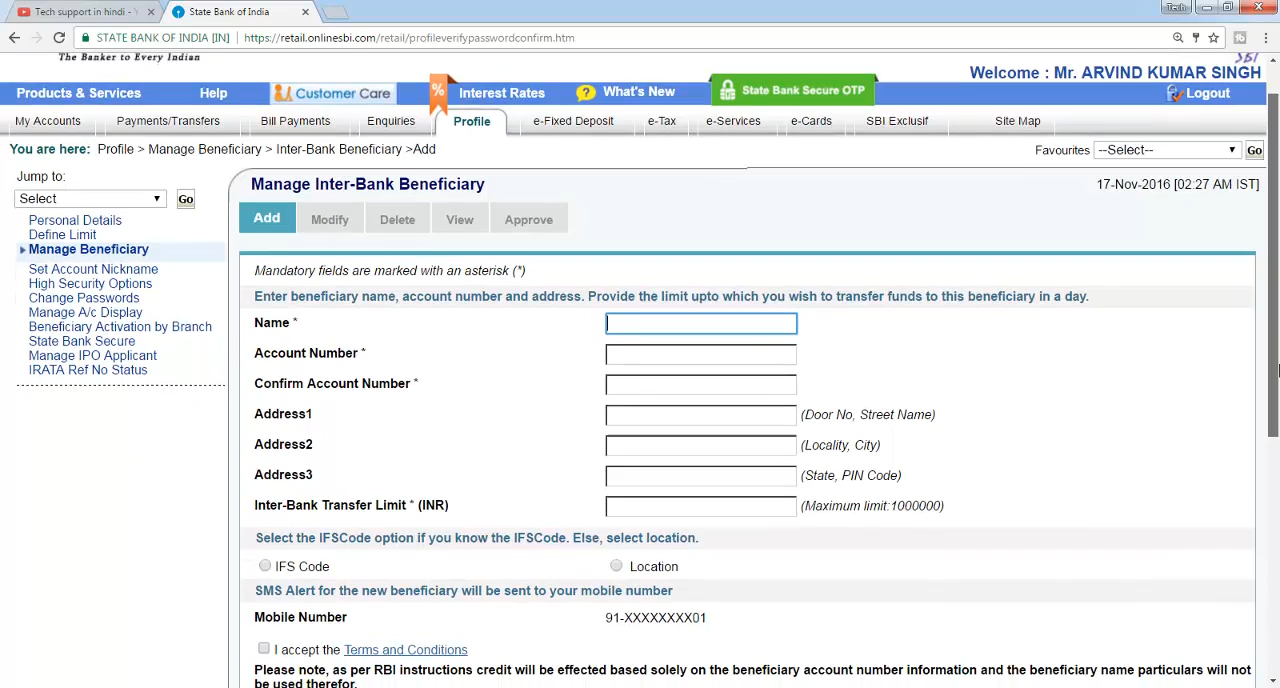 Tech support in hindi - Y
State Bank of India
Tech
STATE BANK OF INDIA [IN] | https://retail.onlinesbi.com/retail/profileverifypasswordconfirm.htm
The Banker to Every Indian
SBI
Welcome : Mr. ARVIND KUMAR SINGH
Products & Services Help Customer Care % Interest Rates ? What's New State Bank Secure OTP Logout
My Accounts Payments/Transfers Bill Payments Enquiries Profile e-Fixed Deposit e-Tax e-Services e-Cards SBI Exclusif Site Map
You are here: Profile > Manage Beneficiary > Inter-Bank Beneficiary >Add
Favourites --Select-- Go
Jump to:
Select Go
Personal Details
Define Limit
Manage Beneficiary
Set Account Nickname
High Security Options
Change Passwords
Manage A/c Display
Beneficiary Activation by Branch
State Bank Secure
Manage IPO Applicant
IRATA Ref No Status
Manage Inter-Bank Beneficiary
17-Nov-2016 [02:27 AM IST]
Add Modify Delete View Approve
Mandatory fields are marked with an asterisk (*)
Enter beneficiary name, account number and address. Provide the limit upto which you wish to transfer funds to this beneficiary in a day.
Name *
Account Number *
Confirm Account Number *
Address1 (Door No, Street Name)
Address2 (Locality, City)
Address3 (State, PIN Code)
Inter-Bank Transfer Limit * (INR) (Maximum limit:1000000)
Select the IFSCode option if you know the IFSCode. Else, select location.
IFS Code Location
SMS Alert for the new beneficiary will be sent to your mobile number
Mobile Number 91-XXXXXXXX01
I accept the Terms and Conditions
Please note, as per RBI instructions credit will be effected based solely on the beneficiary account number information and the beneficiary name particulars will not
be used therefor.